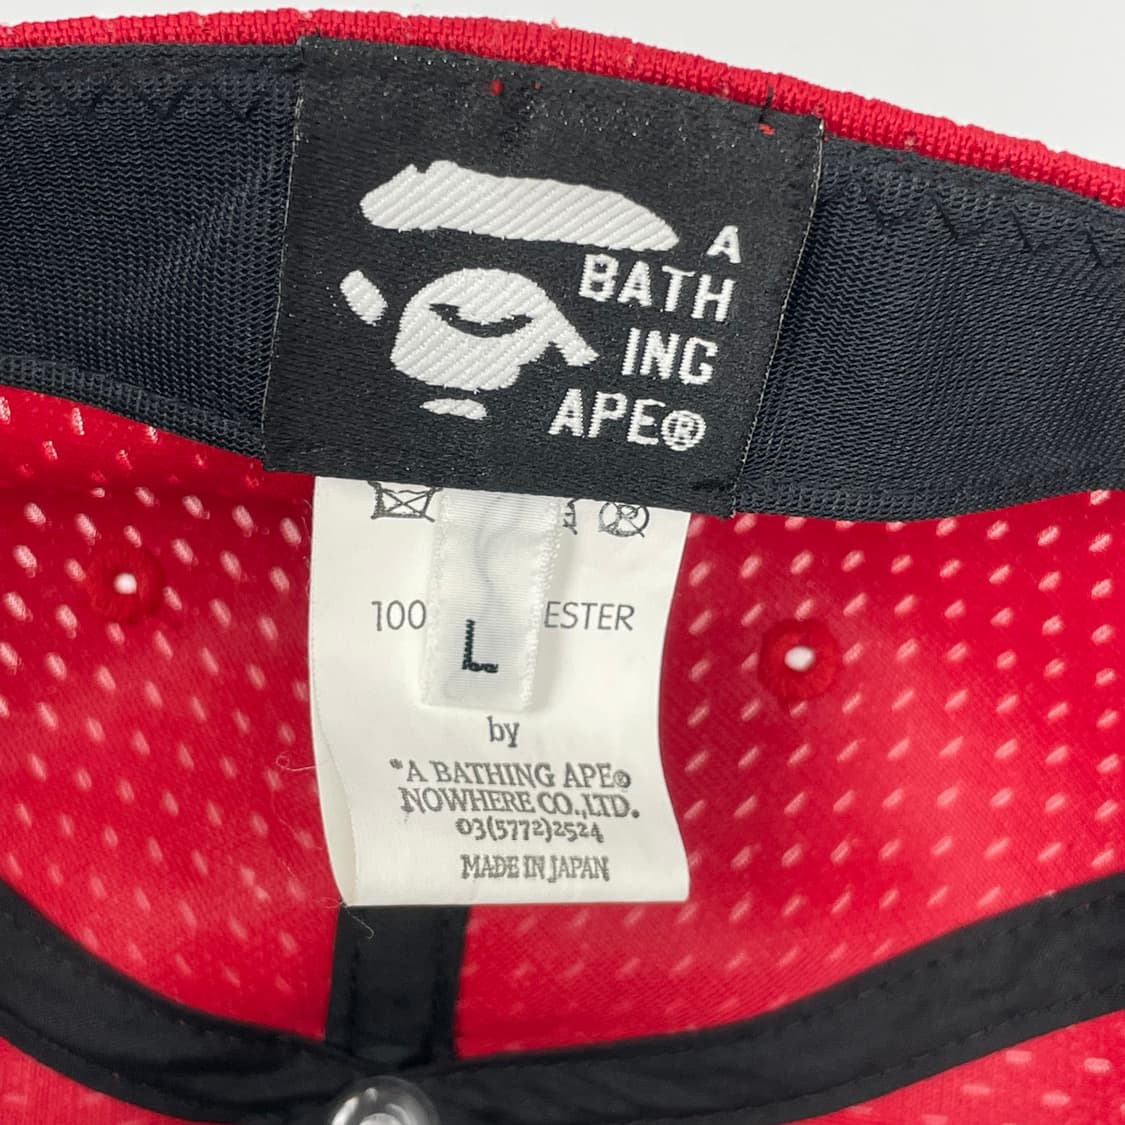 A
BATH
ING
APE®
100 ESTER
L
by
*A BATHING APE®
NOWHERE CO.,LTD.
03(5772)2524
MADE IN JAPAN